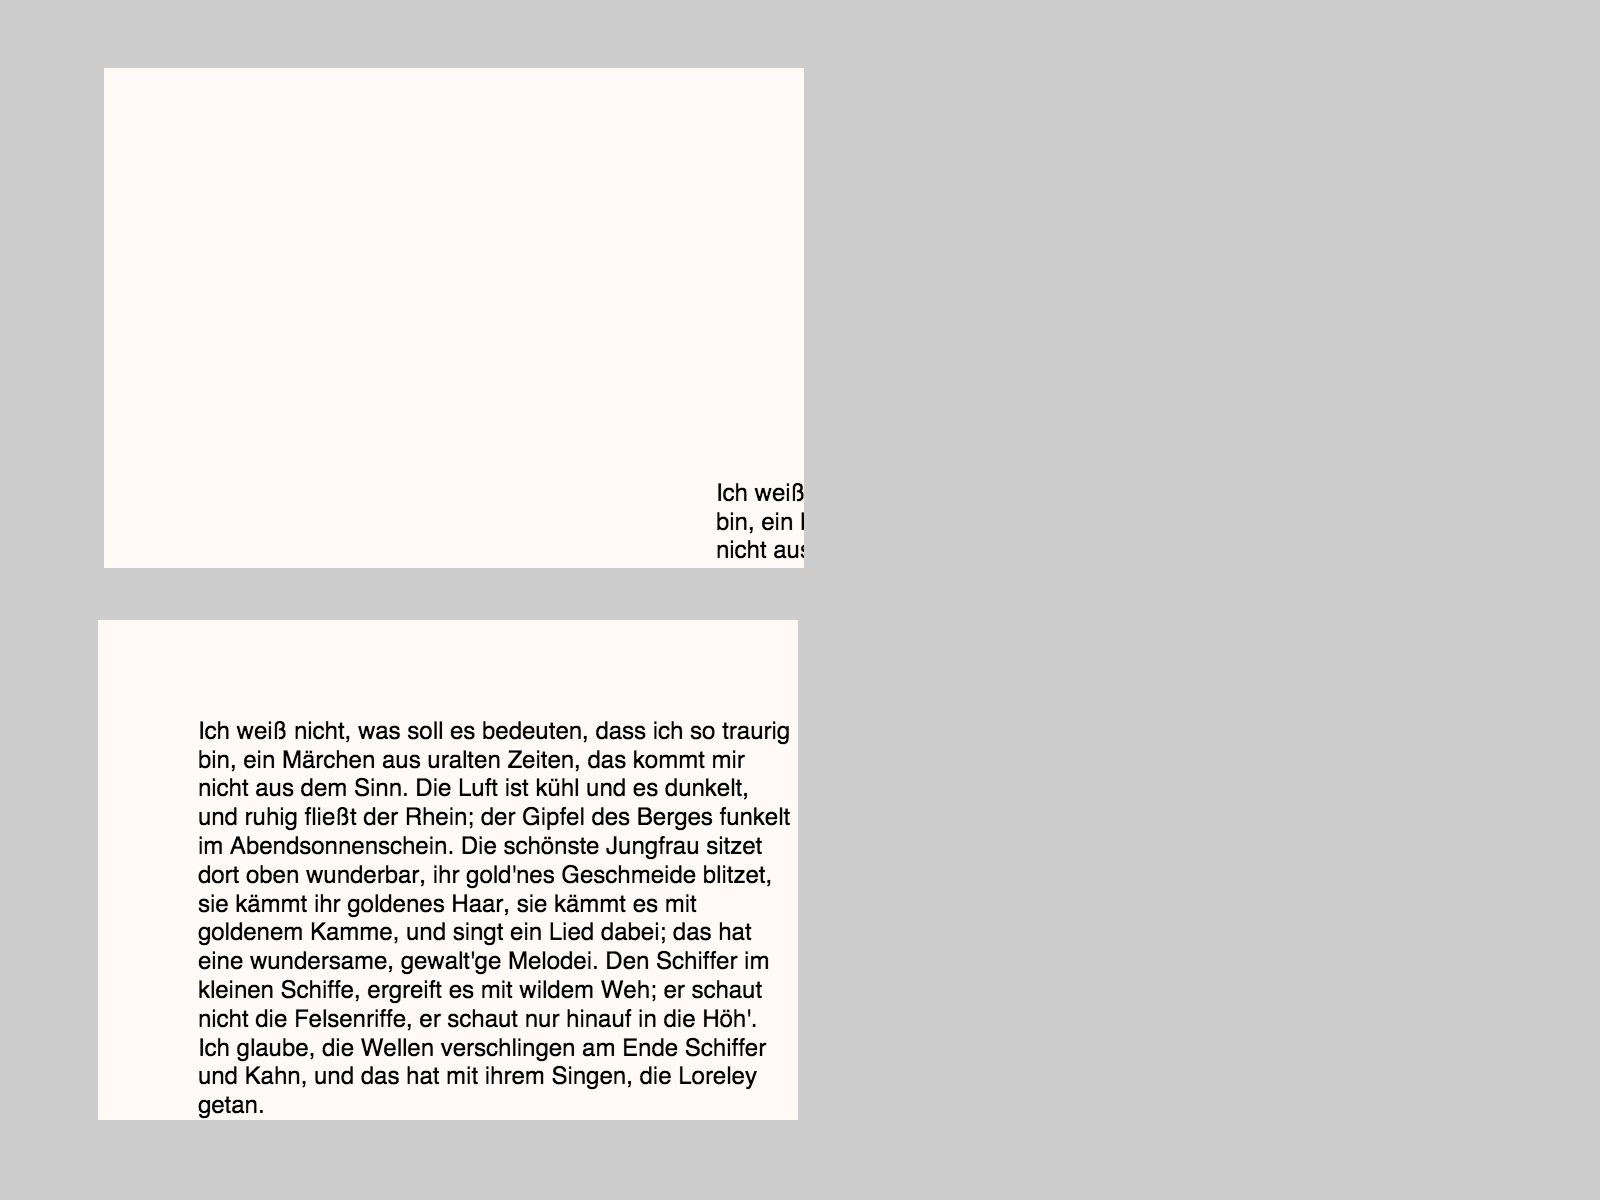 Ich weiß
bin, ein
nicht aus
Ich weiß nicht, was soll es bedeuten, dass ich so traurig
bin, ein Märchen aus uralten Zeiten, das kommt mir
nicht aus dem Sinn. Die Luft ist kühl und es dunkelt,
und ruhig fließt der Rhein; der Gipfel des Berges funkelt
im Abendsonnenschein. Die schönste Jungfrau sitzet
dort oben wunderbar, ihr gold'nes Geschmeide blitzet,
sie kämmt ihr goldenes Haar, sie kämmt es mit
goldenem Kamme, und singt ein Lied dabei; das hat
eine wundersame, gewalt'ge Melodei. Den Schiffer im
kleinen Schiffe, ergreift es mit wildem Weh; er schaut
nicht die Felsenriffe, er schaut nur hinauf in die Höh'.
Ich glaube, die Wellen verschlingen am Ende Schiffer
und Kahn, und das hat mit ihrem Singen, die Loreley
getan.